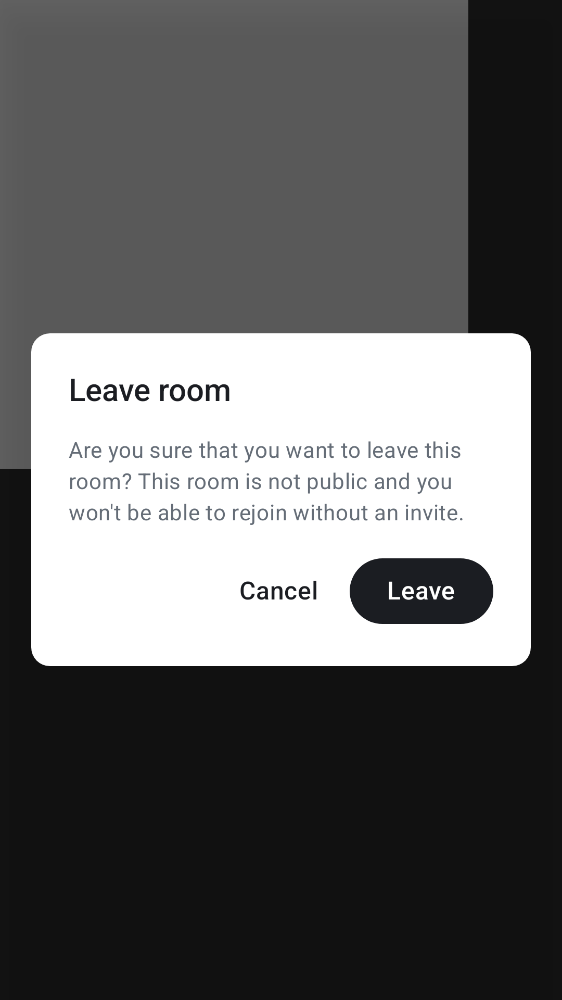 Leave room
Are you sure that you want to leave this
room? This room is not public and you
won't be able to rejoin without an invite.
Cancel
Leave